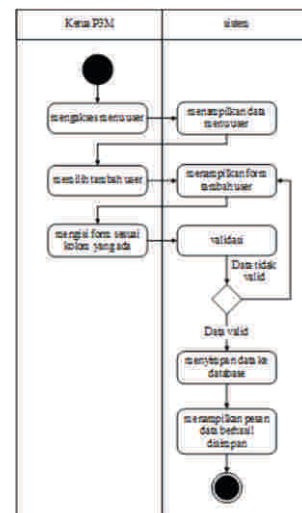 Ketua P3M
sistem
mengakses menu user
menampilkan data
menu user
memilih tambah user
menampilkan form
tambah user
mengisi form sesuai
kolom yang ada
validasi
Data tidak
valid
Data valid
menyimpan data ke
database
menampilkan pesan
data berhasil
disimpan